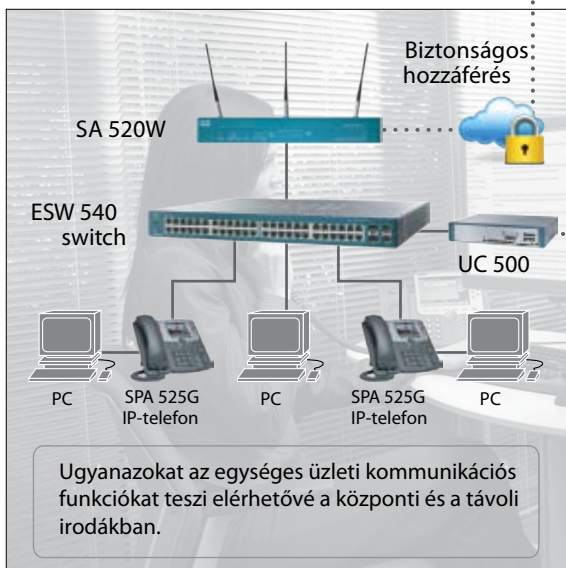 Biztonságos
hozzáférés
SA 520W
ESW 540
switch
UC 500
PC
SPA 525G
IP-telefon
PC
SPA 525G
IP-telefon
PC
Ugyanazokat az egységes üzleti kommunikációs
funkciókat teszi elérhetővé a központi és a távoli
irodákban.